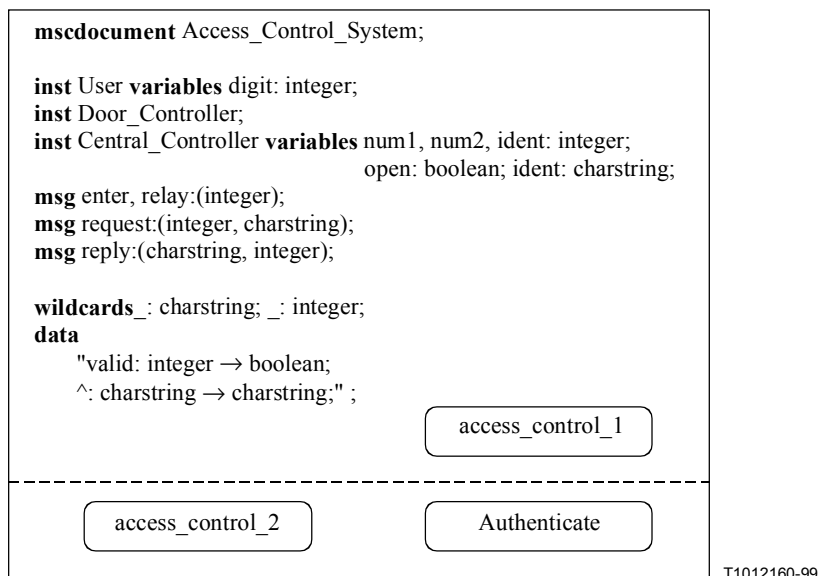 mscdocument Access_Control_System;
inst User variables digit: integer;
inst Door_Controller;
inst Central_Controller variables num1, num2, ident: integer;
open: boolean; ident: charstring;
msg enter, relay:(integer);
msg request:(integer, charstring);
msg reply:(charstring, integer);
wildcards_: charstring; _: integer;
data
"valid: integer → boolean;
^: charstring → charstring;" ;
access_control_1
access_control_2 Authenticate
T1012160-99